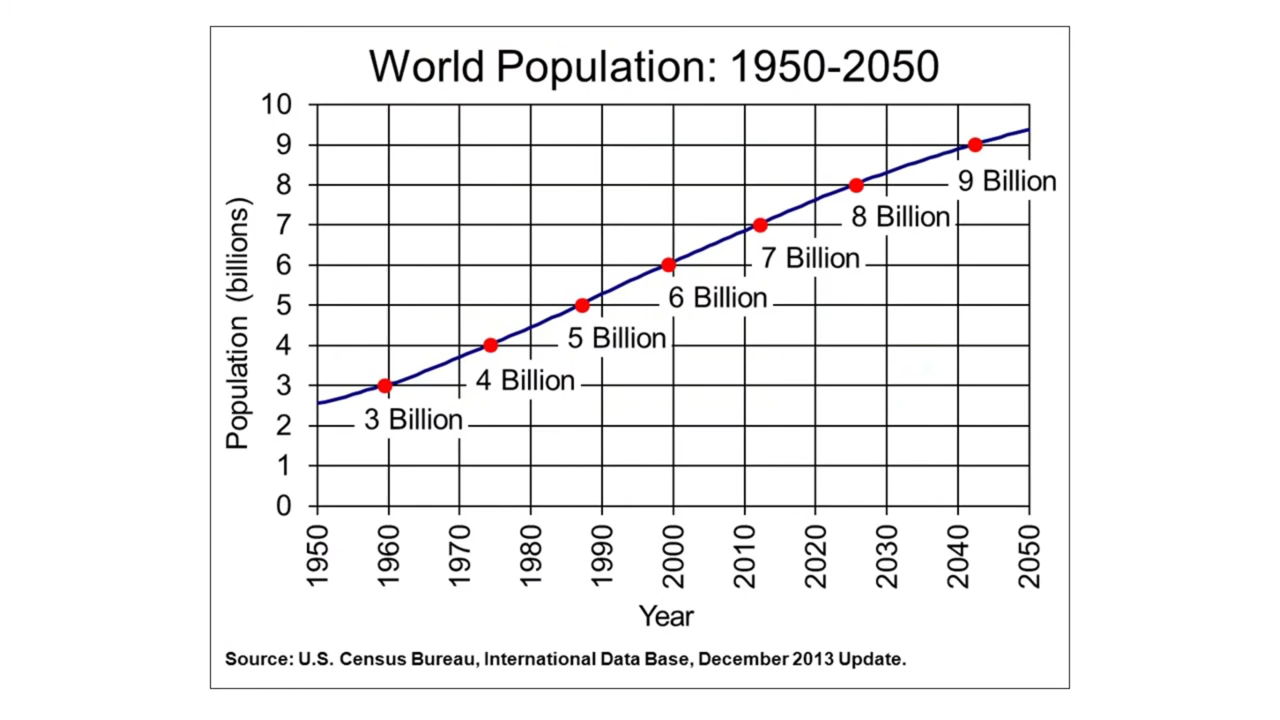 World Population: 1950-2050
10
9
8
7
6
5
4
3
2
1
0
Population (billions)
9 Billion
8 Billion
7 Billion
6 Billion
5 Billion
4 Billion
3 Billion
1950 1960 1970 1980 1990 2000 2010 2020 2030 2040 2050
Year
Source: U.S. Census Bureau, International Data Base, December 2013 Update.